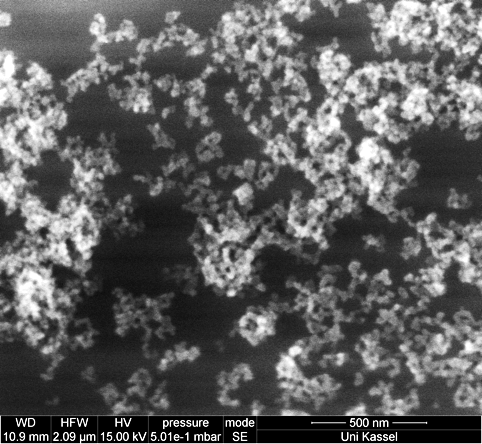 WD HFW HV pressure mode 500 nm
10.9 mm 2.09 µm 15.00 kV 5.01e-1 mbar SE Uni Kassel